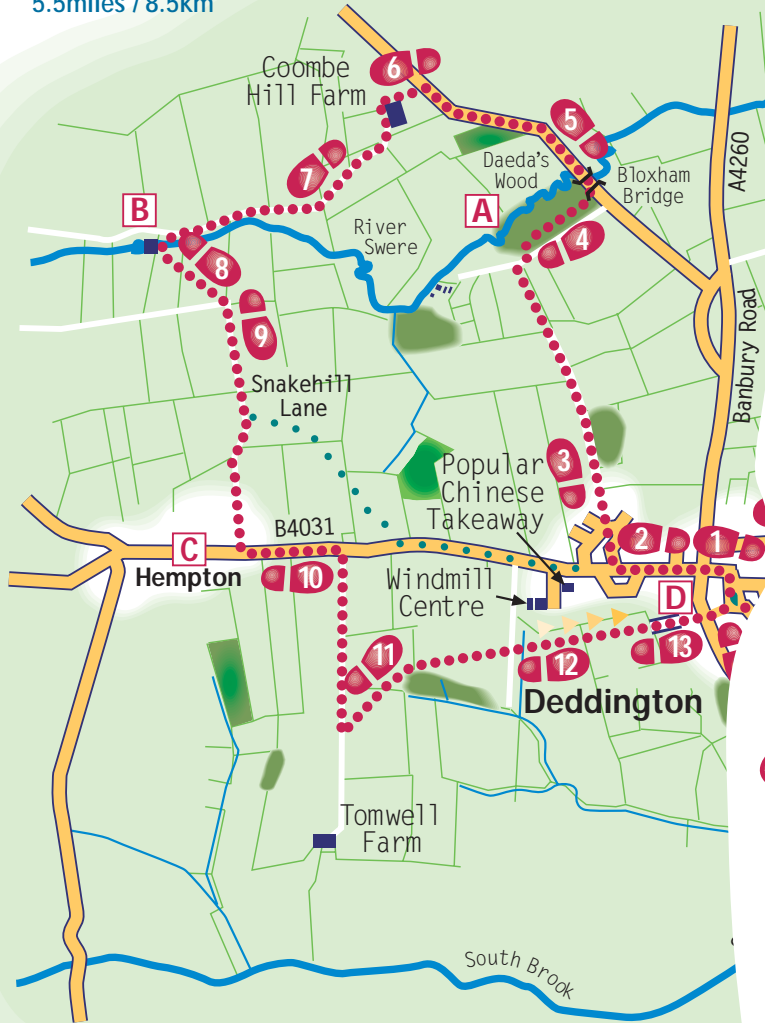 5.5miles / 8.5km
6
Coombe
Hill Farm
5
A4260
Daeda's
Wood
Bloxham
Bridge
7
B
A
River
Swere
4
8
9
Banbury Road
Snakehill
Lane
3
Popular
Chinese
Takeaway
B4031
2
1
C
Hempton
10
Windmill
Centre
D
11
12
13
Deddington
Tomwell
Farm
South Brook